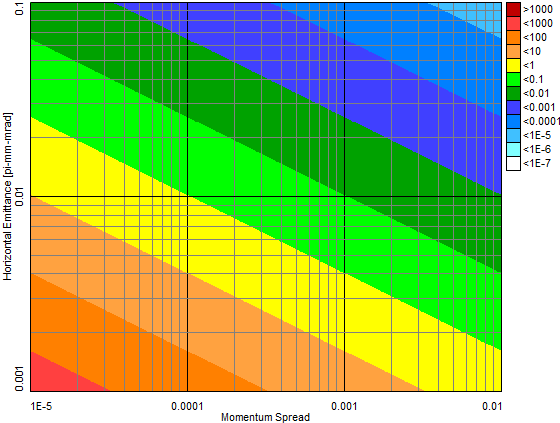 0.1
0.01
0.001
Horizontal Emittance [pi-mm-mrad]
1E-5
0.0001
0.001
0.01
Momentum Spread
>1000
<1000
<100
<10
<1
<0.1
<0.01
<0.001
<0.0001
<1E-5
<1E-6
<1E-7